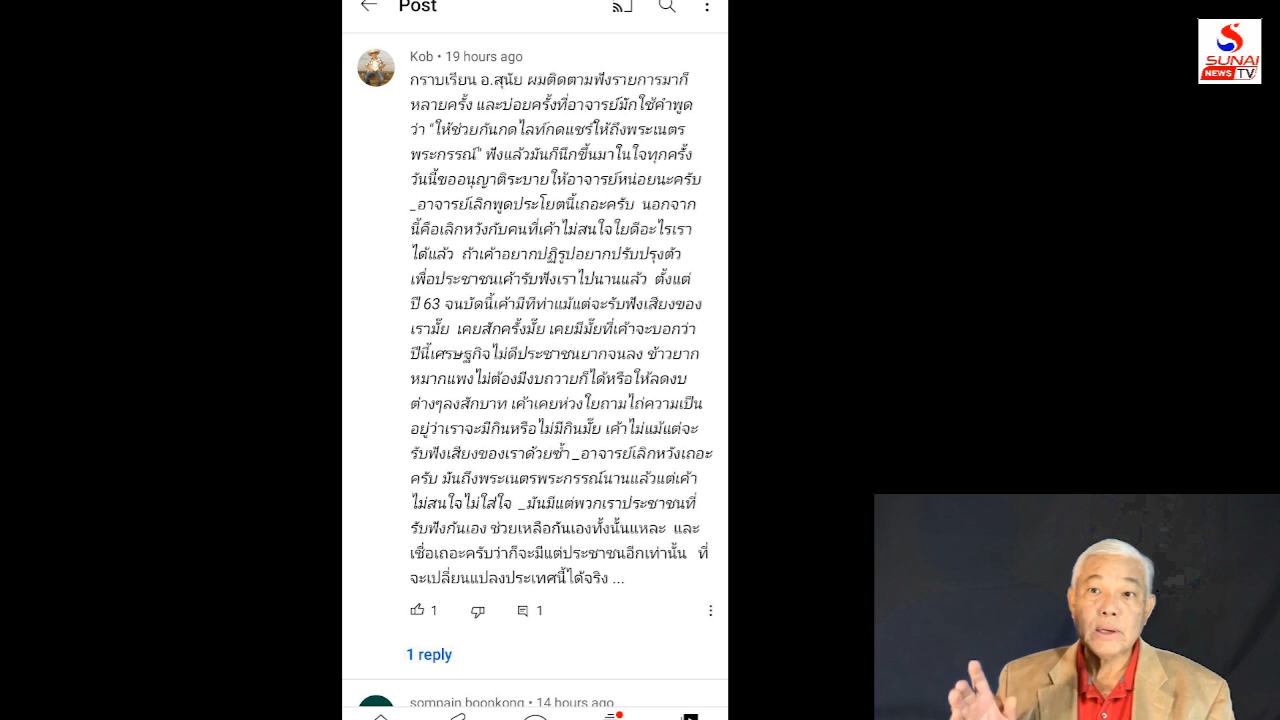 Post
Kob • 19 hours ago
กราบเรียน อ.สุนัย ผมติดตามฟังรายการมาก็
หลายครั้ง และบ่อยครั้งที่อาจารย์มักใช้คำพูด
ว่า "ให้ช่วยกันกดไลท์กดแชร์ให้ถึงพระเนตร
พระกรรณ์" ฟังแล้วมันก็นึกขึ้นมาในใจทุกครั้ง
วันนี้ขออนุญาติระบายให้อาจารย์หน่อยนะครับ
_อาจารย์เลิกพูดประโยตนี้เถอะครับ นอกจาก
นี้คือเลิกหวังกับคนที่เค้าไม่สนใจใยดีอะไรเรา
ได้แล้ว ถ้าเค้าอยากปฏิรูปอยากปรับปรุงตัว
เพื่อประชาชนเค้ารับฟังเราไปนานแล้ว ตั้งแต่
ปี 63 จนบัดนี้เค้ามีทีท่าแม้แต่จะรับฟังเสียงของ
เรามั๊ย เคยสักครั้งมั๊ย เคยมีมั๊ยที่เค้าจะบอกว่า
ปีนี้เศรษฐกิจไม่ดีประชาชนยากจนลง ข้าวยาก
หมากแพงไม่ต้องมีงบถวายก็ได้หรือให้ลดงบ
ต่างๆลงสักบาท เค้าเคยห่วงใยถามไถ่ความเป็น
อยู่ว่าเราจะมีกินหรือไม่มีกินมั๊ย เค้าไม่แม้แต่จะ
รับฟังเสียงของเราด้วยซ้ำ _อาจารย์เลิกหวังเถอะ
ครับ มันถึงพระเนตรพระกรรณ์นานแล้วแต่เค้า
ไม่สนใจไม่ใส่ใจ _มันมีแต่พวกเราประชาชนที่
รับฟังกันเอง ช่วยเหลือกันเองทั้งนั้นแหละ และ
เชื่อเถอะครับว่าก็จะมีแต่ประชาชนอีกเท่านั้น ที่
จะเปลี่ยนแปลงประเทศนี้ได้จริง ...
1
1
1 reply
sompain boonkong • 14 hours ago
SUNAI
NEWS TV